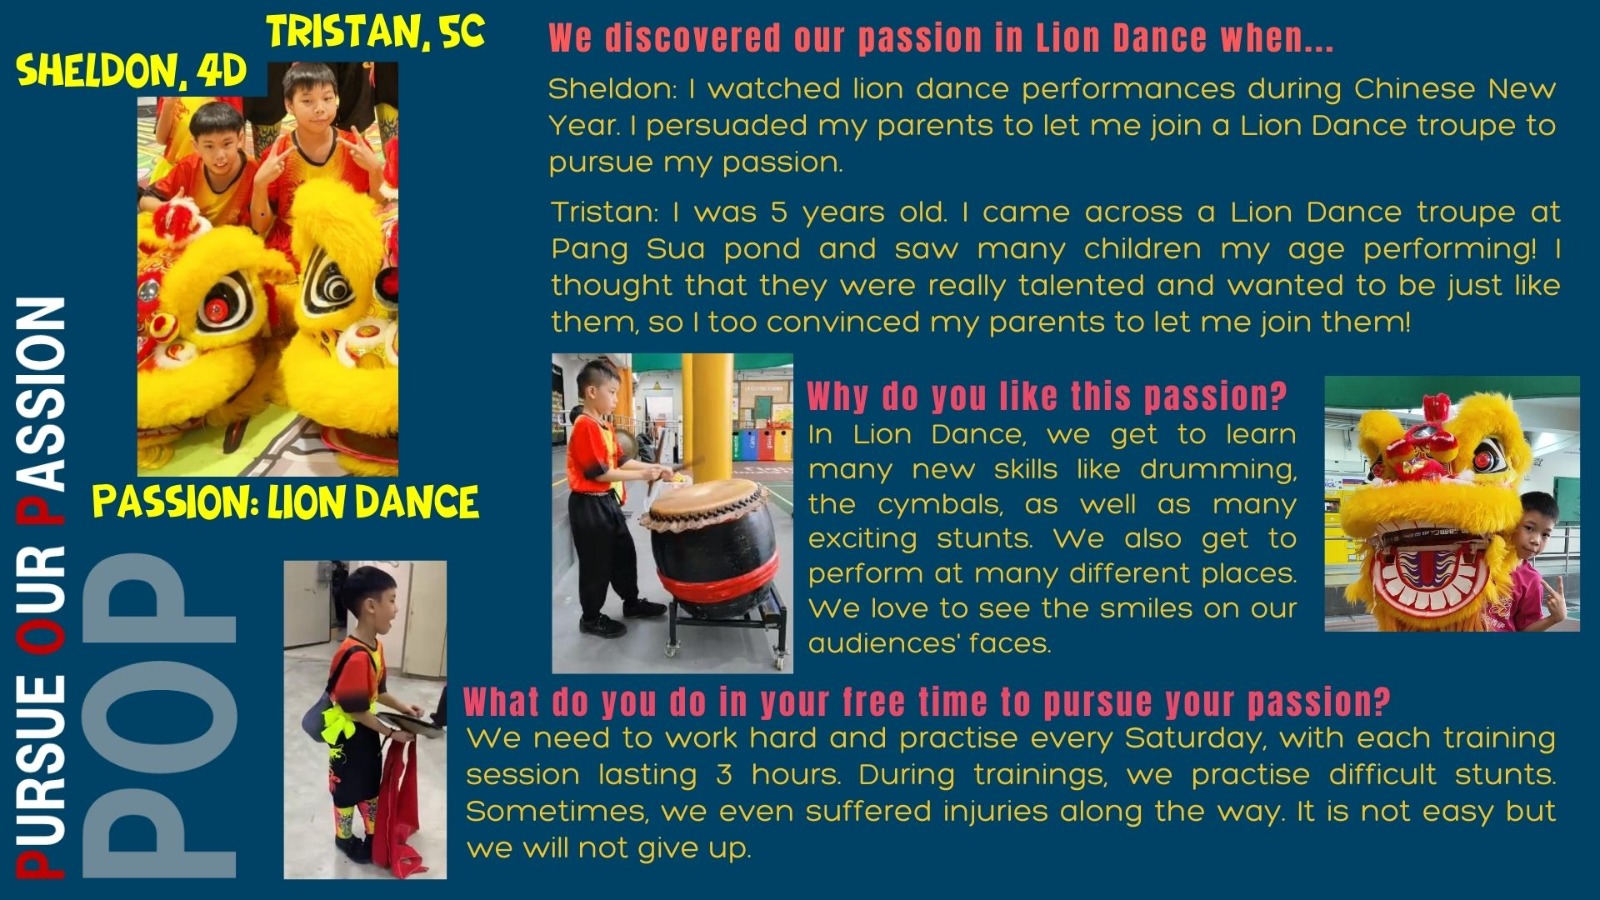 TRISTAN, 5C
SHELDON, 4D
PASSION: LION DANCE
PURSUE OUR PASSION
POP
We discovered our passion in Lion Dance when...
Sheldon: I watched lion dance performances during Chinese New
Year. I persuaded my parents to let me join a Lion Dance troupe to
pursue my passion.
Tristan: I was 5 years old. I came across a Lion Dance troupe at
Pang Sua pond and saw many children my age performing! I
thought that they were really talented and wanted to be just like
them, so I too convinced my parents to let me join them!
Why do you like this passion?
In Lion Dance, we get to learn
many new skills like drumming,
the cymbals, as well as many
exciting stunts. We also get to
perform at many different places.
We love to see the smiles on our
audiences' faces.
What do you do in your free time to pursue your passion?
We need to work hard and practise every Saturday, with each training
session lasting 3 hours. During trainings, we practise difficult stunts.
Sometimes, we even suffered injuries along the way. It is not easy but
we will not give up.